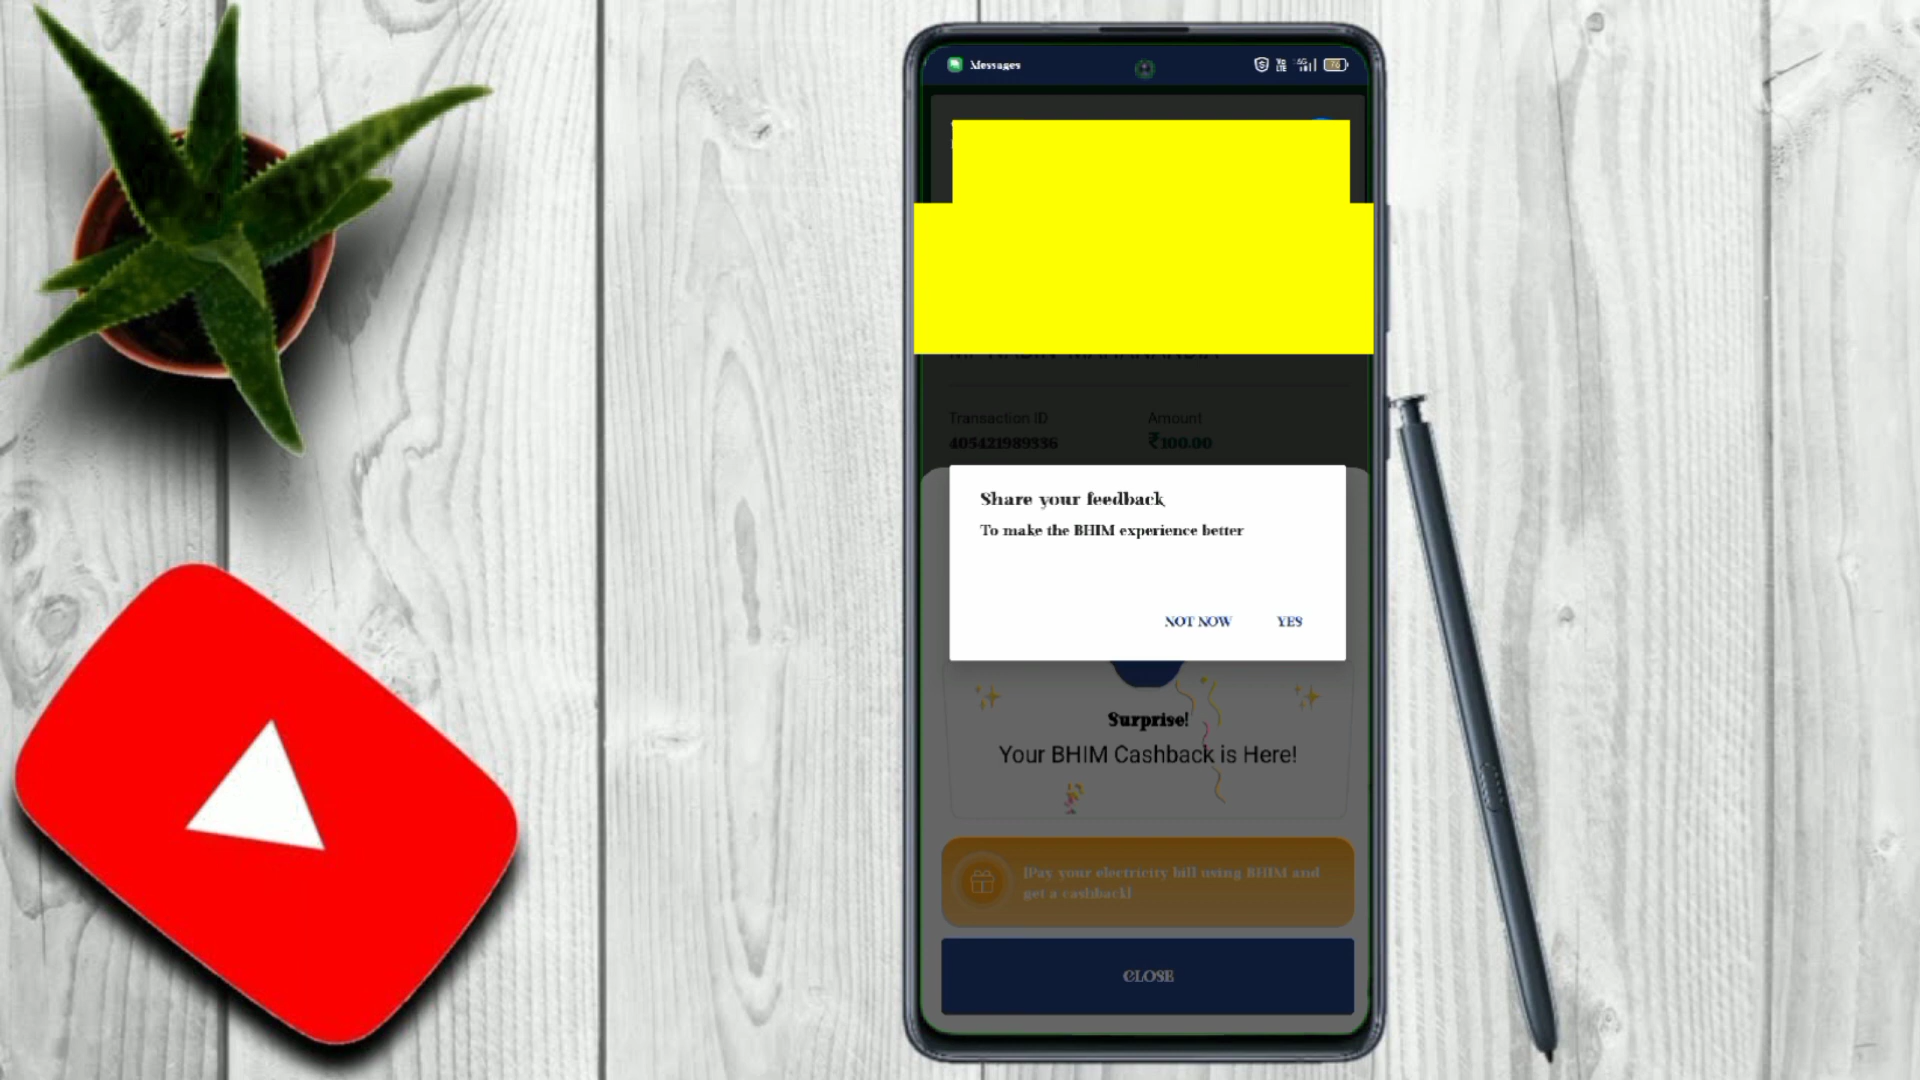 Messages
Transaction ID
Amount
405421989336
₹100.00
Share your feedback
To make the BHIM experience better
NOT NOW
YES
Surprise!
Your BHIM Cashback is Here!
[Pay your electricity bill using BHIM and
get a cashback]
CLOSE